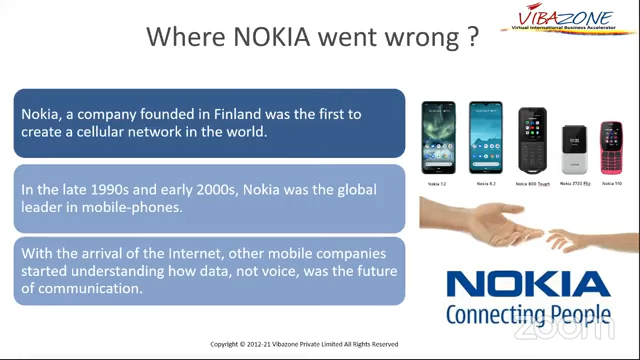 VIBAZONE
Virtual International Business Accelerator
Where NOKIA went wrong ?
Nokia, a company founded in Finland was the first to
create a cellular network in the world.
In the late 1990s and early 2000s, Nokia was the global
leader in mobile-phones.
With the arrival of the Internet, other mobile companies
started understanding how data, not voice, was the future
of communication.
Nokia 7.2
Nokia 6.2
Nokia 800 Tough
Nokia 2720 Flip
Nokia 110
NOKIA
Connecting People
zoom
Copyright © 2012-21 Vibazone Private Limited All Rights Reserved